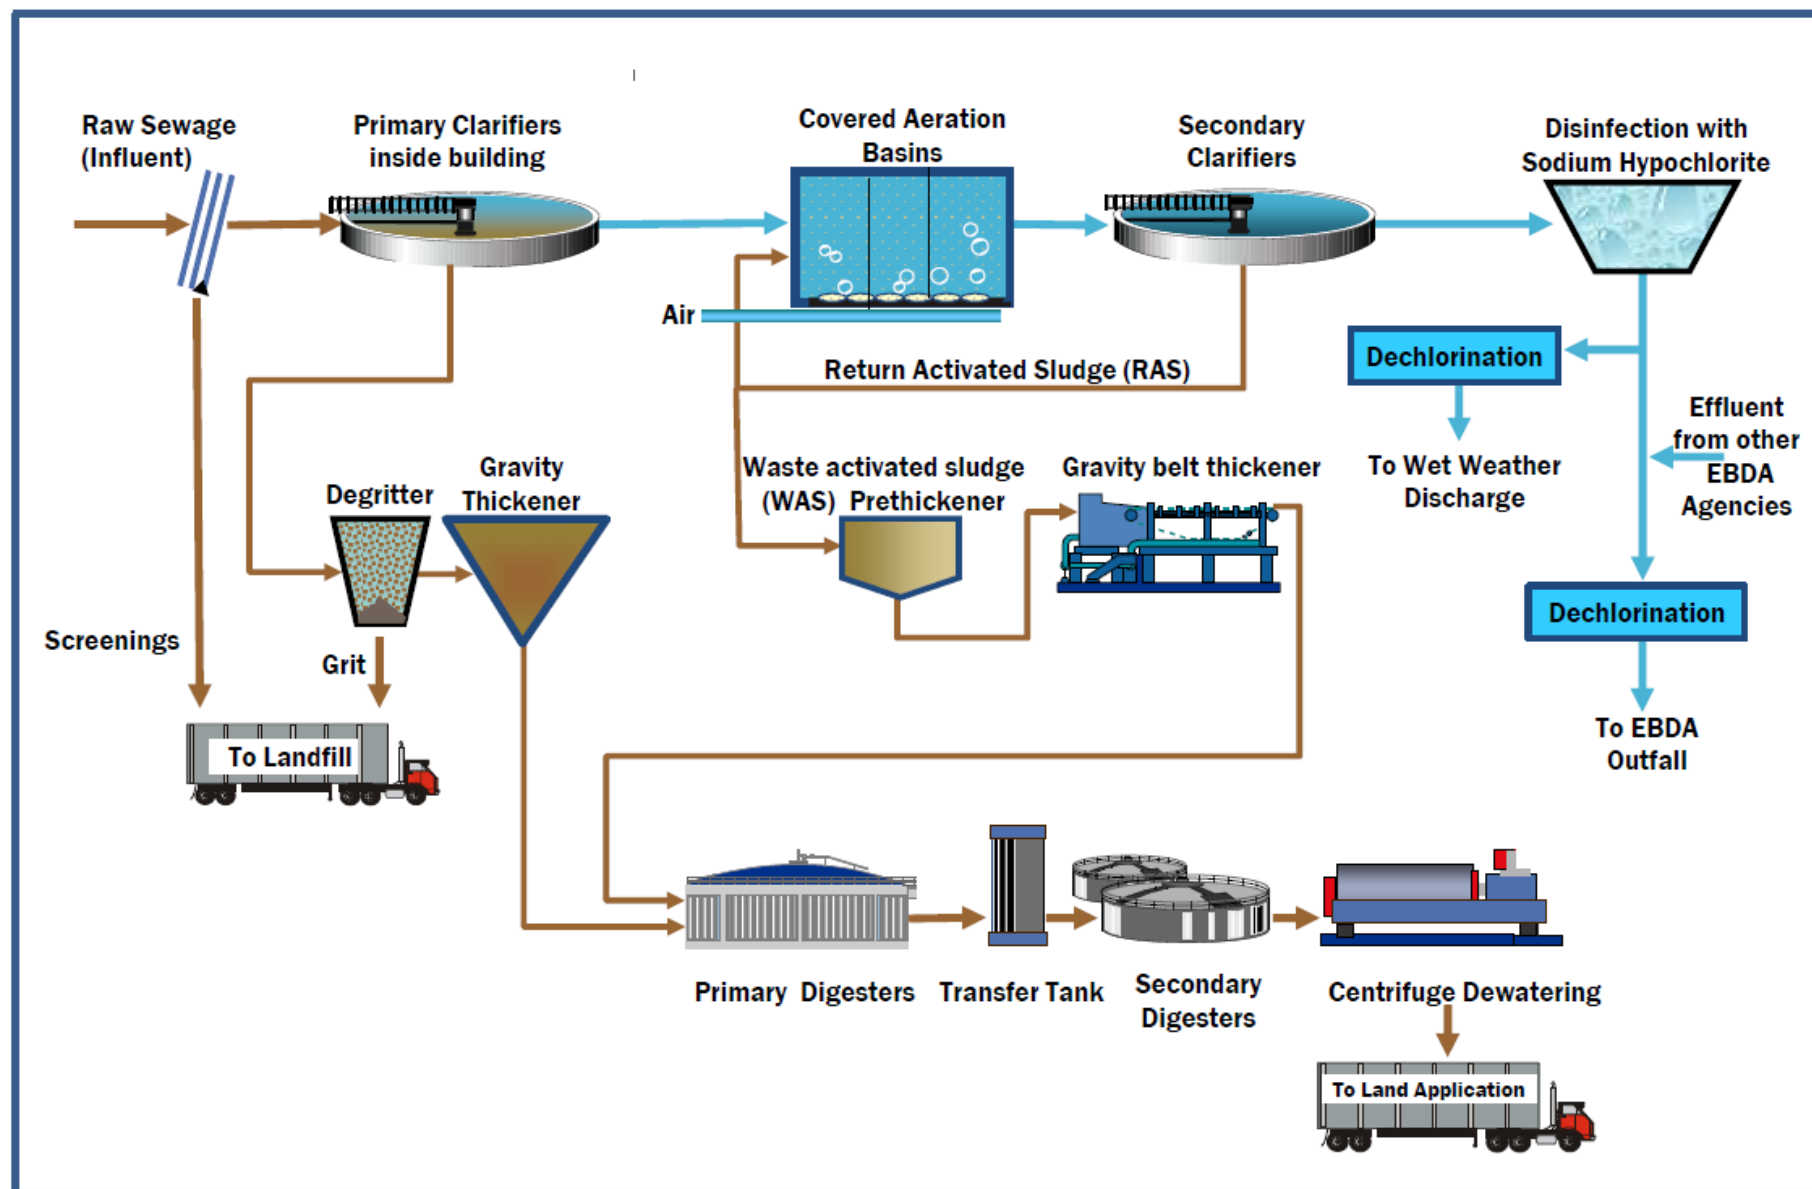 Raw Sewage
(Influent)
Primary Clarifiers
inside building
Covered Aeration
Basins
Secondary
Clarifiers
Disinfection with
Sodium Hypochlorite
Air
Return Activated Sludge (RAS)
Dechlorination
Effluent
from other
EBDA
Agencies
To Wet Weather
Discharge
Degritter
Gravity
Thickener
Waste activated sludge
(WAS) Prethickener
Gravity belt thickener
Screenings
Grit
To Landfill
Dechlorination
To EBDA
Outfall
Primary Digesters
Transfer Tank
Secondary
Digesters
Centrifuge Dewatering
To Land Application